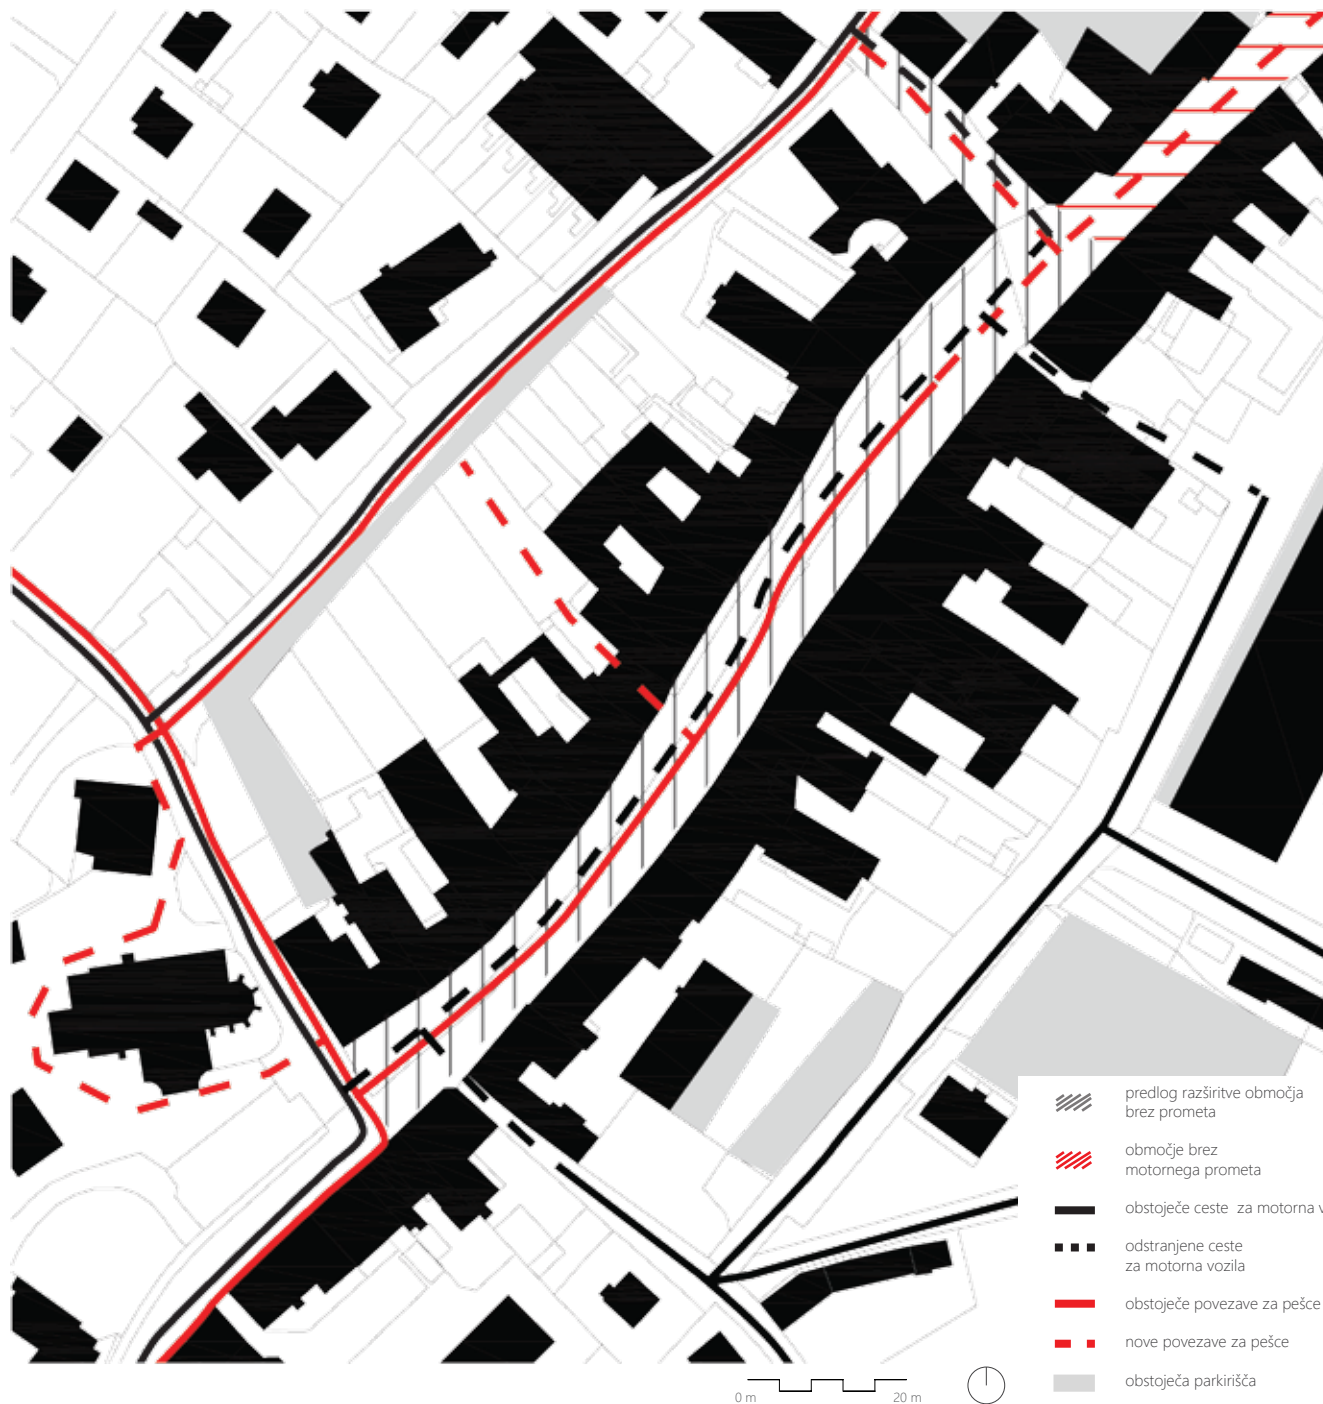 predlog razširitve območja
brez prometa
območje brez
motornega prometa
obstoječe ceste za motorna v
odstranjene ceste
za motorna vozila
obstoječe povezave za pešce
nove povezave za pešce
obstoječa parkirišča
0 m 20 m